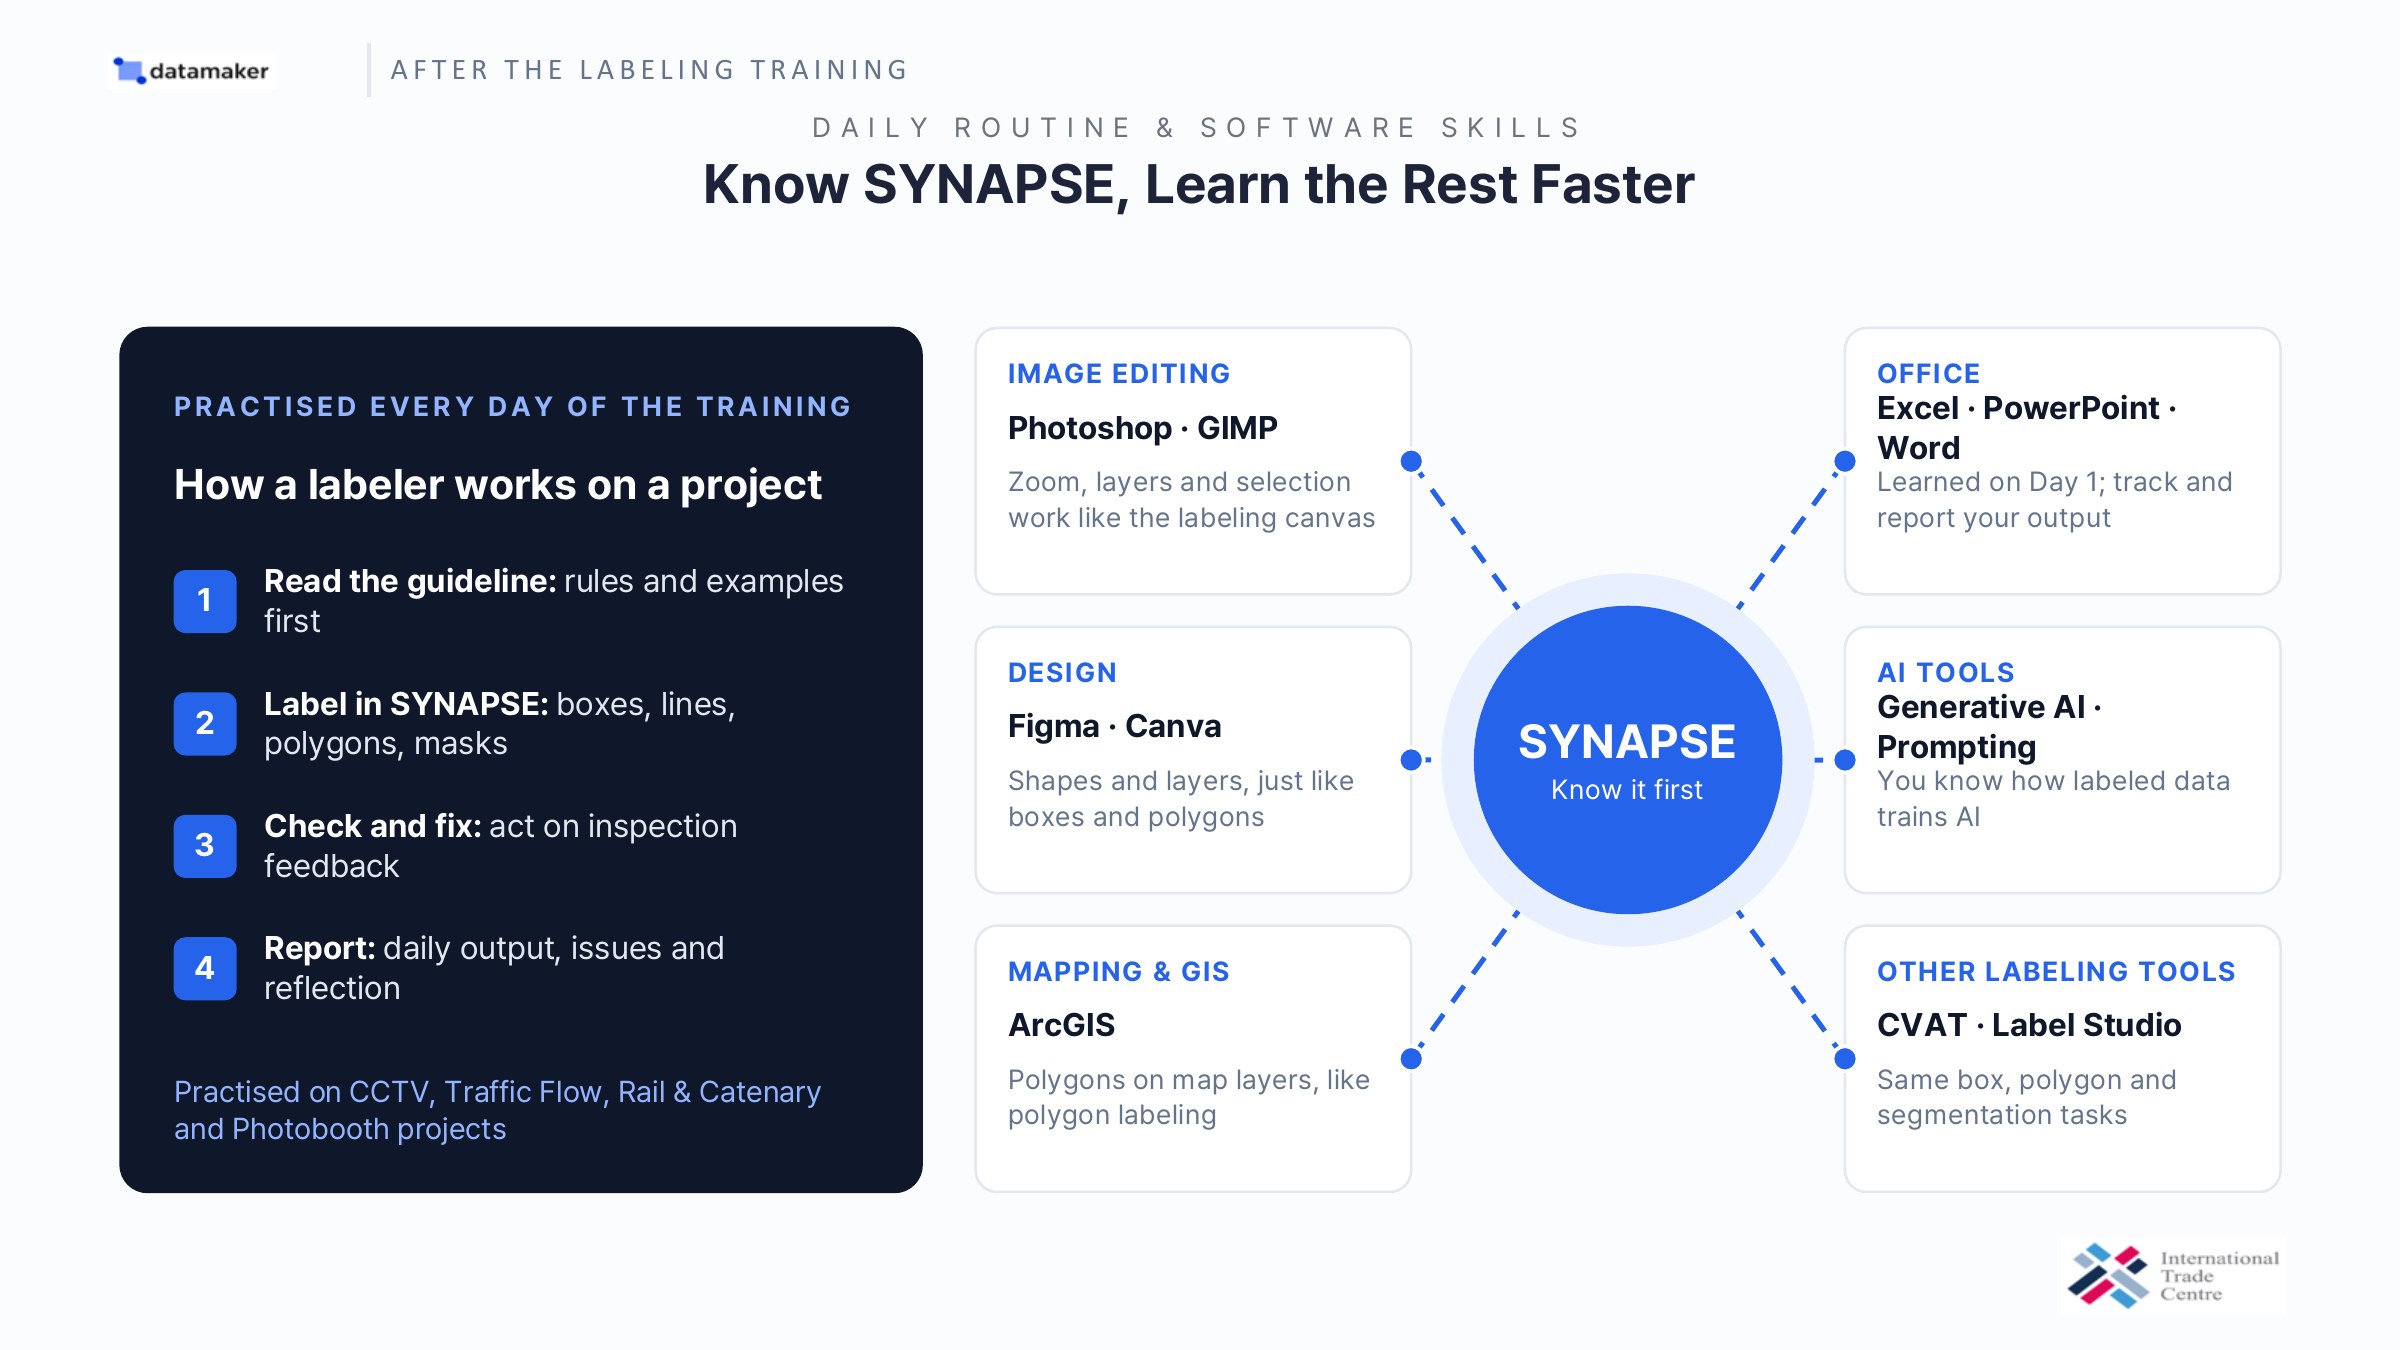 datamaker
AFTER THE LABELING TRAINING
DAILY ROUTINE & SOFTWARE SKILLS
Know SYNAPSE, Learn the Rest Faster
PRACTISED EVERY DAY OF THE TRAINING
How a labeler works on a project
1
Read the guideline: rules and examples
first
2
Label in SYNAPSE: boxes, lines,
polygons, masks
3
Check and fix: act on inspection
feedback
4
Report: daily output, issues and
reflection
Practised on CCTV, Traffic Flow, Rail & Catenary
and Photobooth projects
IMAGE EDITING
Photoshop · GIMP
Zoom, layers and selection
work like the labeling canvas
DESIGN
Figma · Canva
Shapes and layers, just like
boxes and polygons
MAPPING & GIS
ArcGIS
Polygons on map layers, like
polygon labeling
SYNAPSE
Know it first
OFFICE
Excel · PowerPoint ·
Word
Learned on Day 1; track and
report your output
AI TOOLS
Generative AI ·
Prompting
You know how labeled data
trains AI
OTHER LABELING TOOLS
CVAT · Label Studio
Same box, polygon and
segmentation tasks
International
Trade
Centre